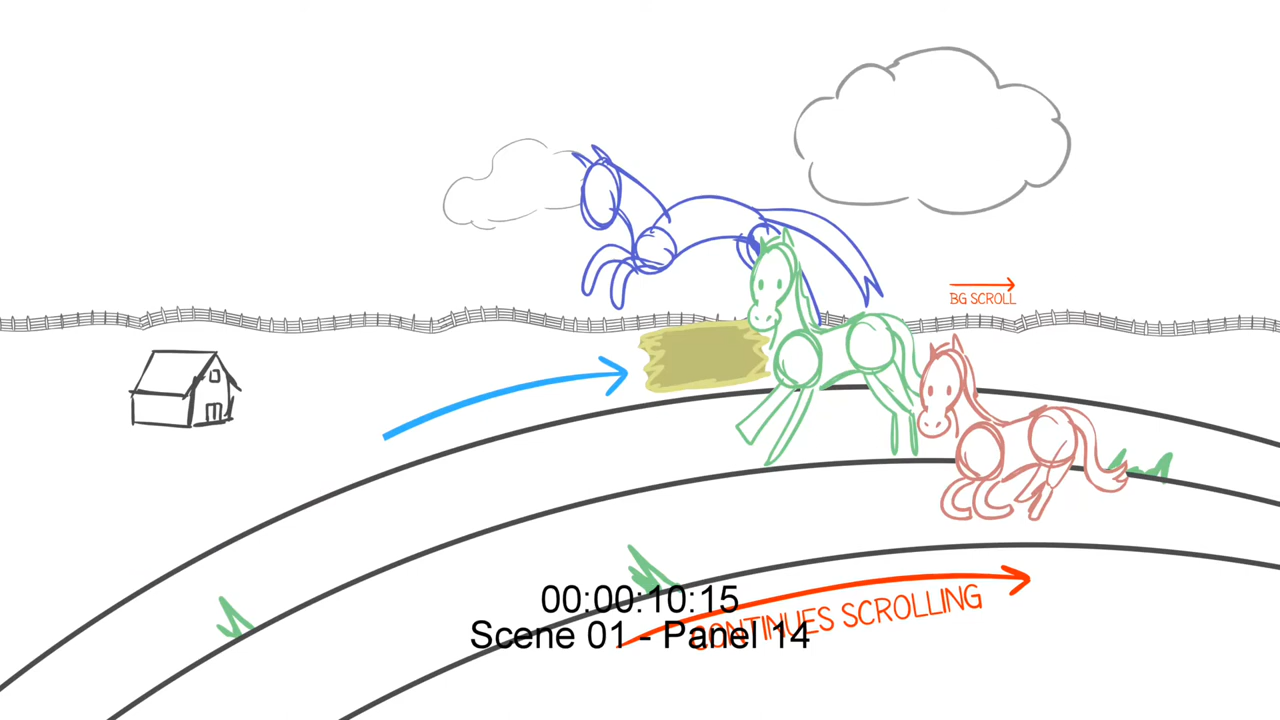 BG SCROLL
00:00:10:15
CONTINUES SCROLLING
Scene 01 - Panel 14